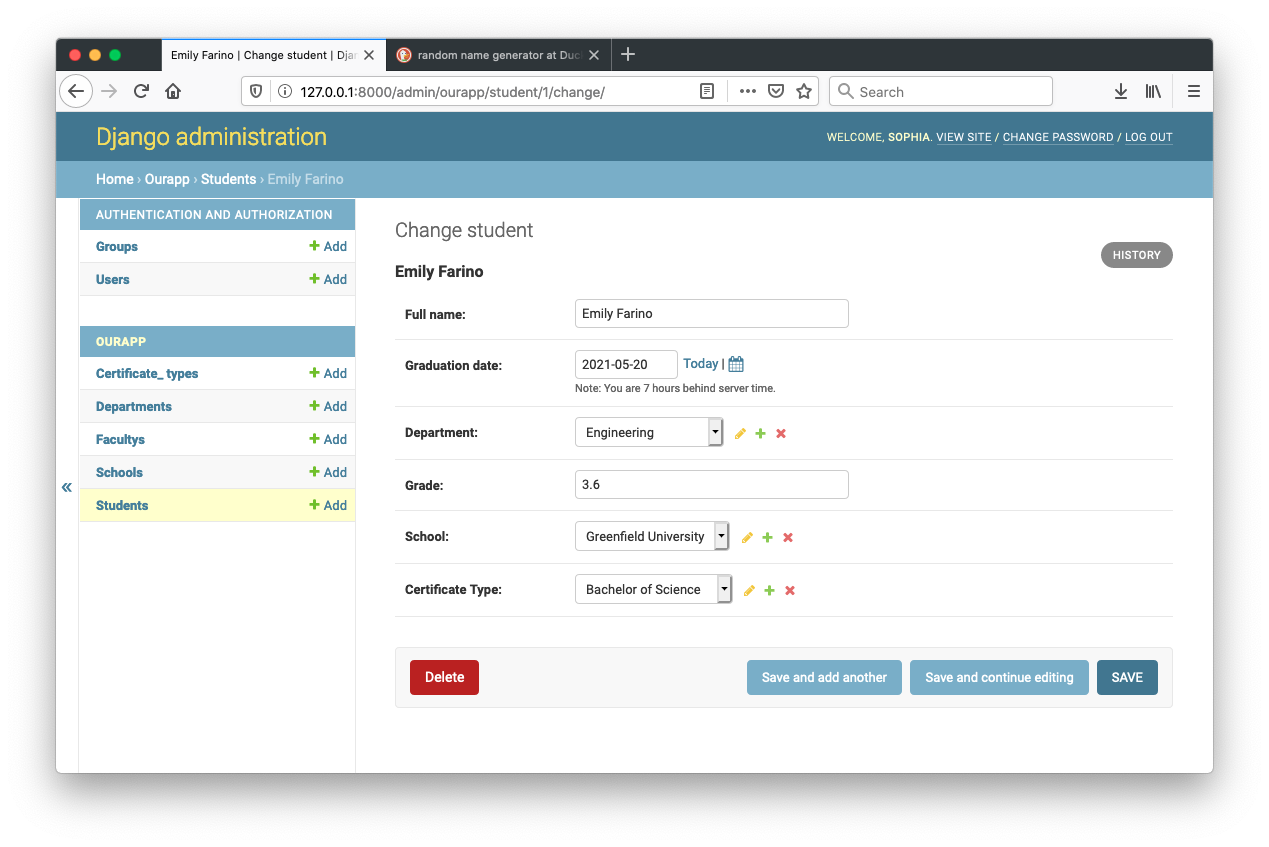 Emily Farino | Change student | Djan
random name generator at Duc
127.0.0.1:8000/admin/ourapp/student/1/change/
Search
Django administration
WELCOME, SOPHIA. VIEW SITE / CHANGE PASSWORD / LOG OUT
Home › Ourapp › Students › Emily Farino
AUTHENTICATION AND AUTHORIZATION
Groups + Add
Users + Add
OURAPP
Certificate_ types + Add
Departments + Add
Facultys + Add
Schools + Add
Students + Add
«
Change student
HISTORY
Emily Farino
Full name: Emily Farino
Graduation date: 2021-05-20 Today |
Note: You are 7 hours behind server time.
Department: Engineering
Grade: 3.6
School: Greenfield University
Certificate Type: Bachelor of Science
Delete Save and add another Save and continue editing SAVE